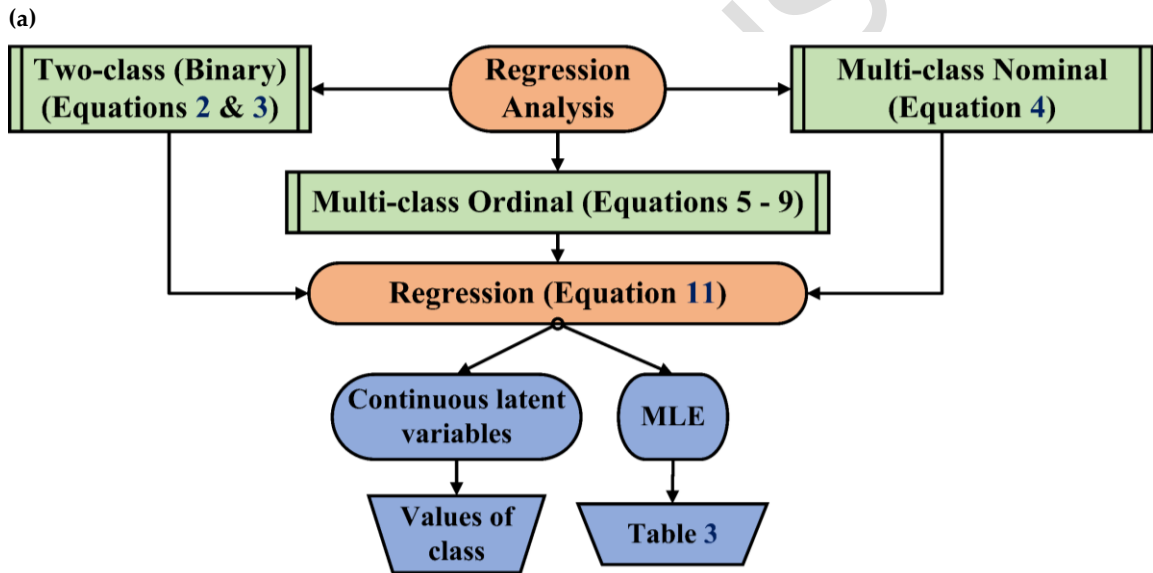 (a)
Two-class (Binary)
(Equations 2 & 3)
Regression
Analysis
Multi-class Nominal
(Equation 4)
Multi-class Ordinal (Equations 5 - 9)
Regression (Equation 11)
Continuous latent
variables
MLE
Values of
class
Table 3